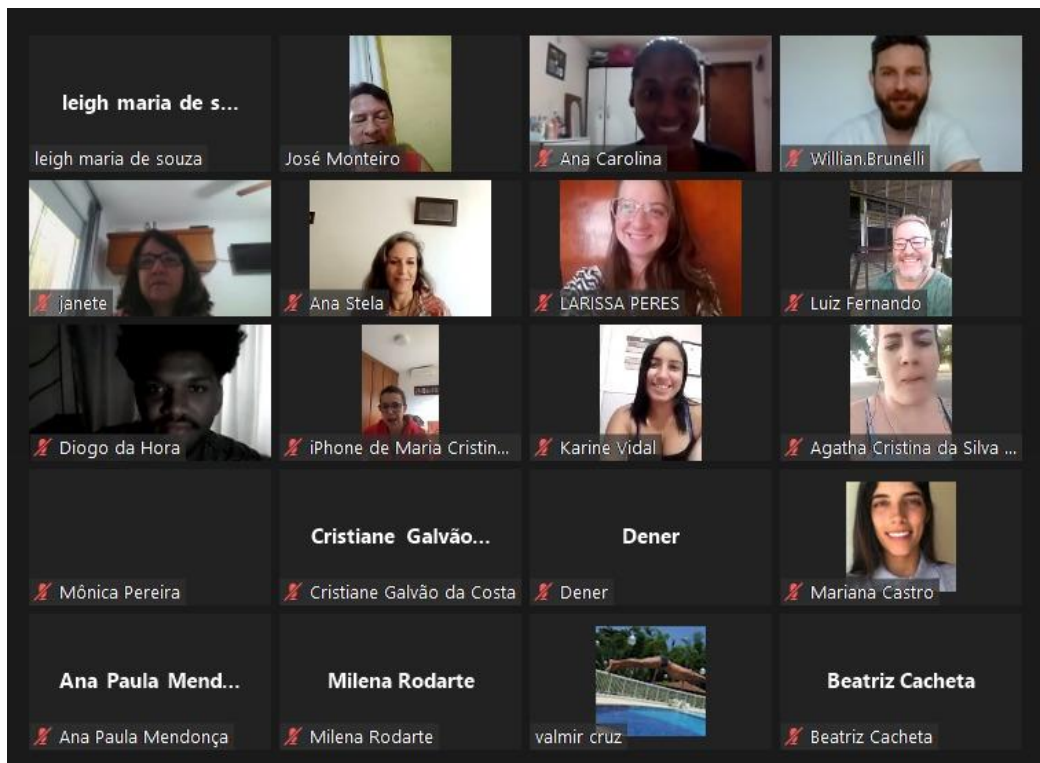 leigh maria de s...
leigh maria de souza
José Monteiro
Ana Carolina
Willian.Brunelli
janete
Ana Stela
LARISSA PERES
Luiz Fernando
Diogo da Hora
iPhone de Maria Cristin...
Karine Vidal
Agatha Cristina da Silva ...
Mônica Pereira
Cristiane Galvão...
Cristiane Galvão da Costa
Dener
Dener
Mariana Castro
Ana Paula Mend...
Ana Paula Mendonça
Milena Rodarte
Milena Rodarte
valmir cruz
Beatriz Cacheta
Beatriz Cacheta